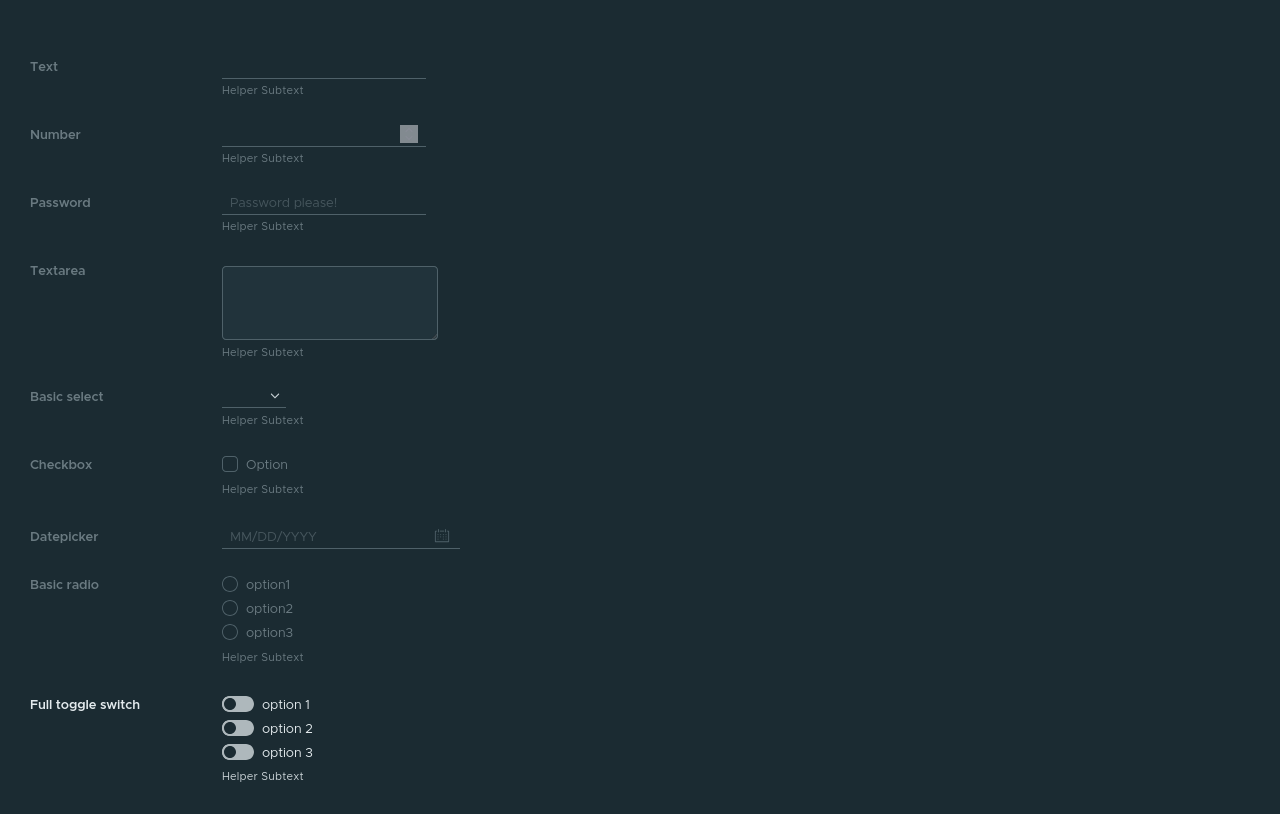 Text
Helper Subtext
Number
Helper Subtext
Password
Password please!
Helper Subtext
Textarea
Helper Subtext
Basic select
Helper Subtext
Checkbox
Option
Helper Subtext
Datepicker
MM/DD/YYYY
Basic radio
option1
option2
option3
Helper Subtext
Full toggle switch
option 1
option 2
option 3
Helper Subtext